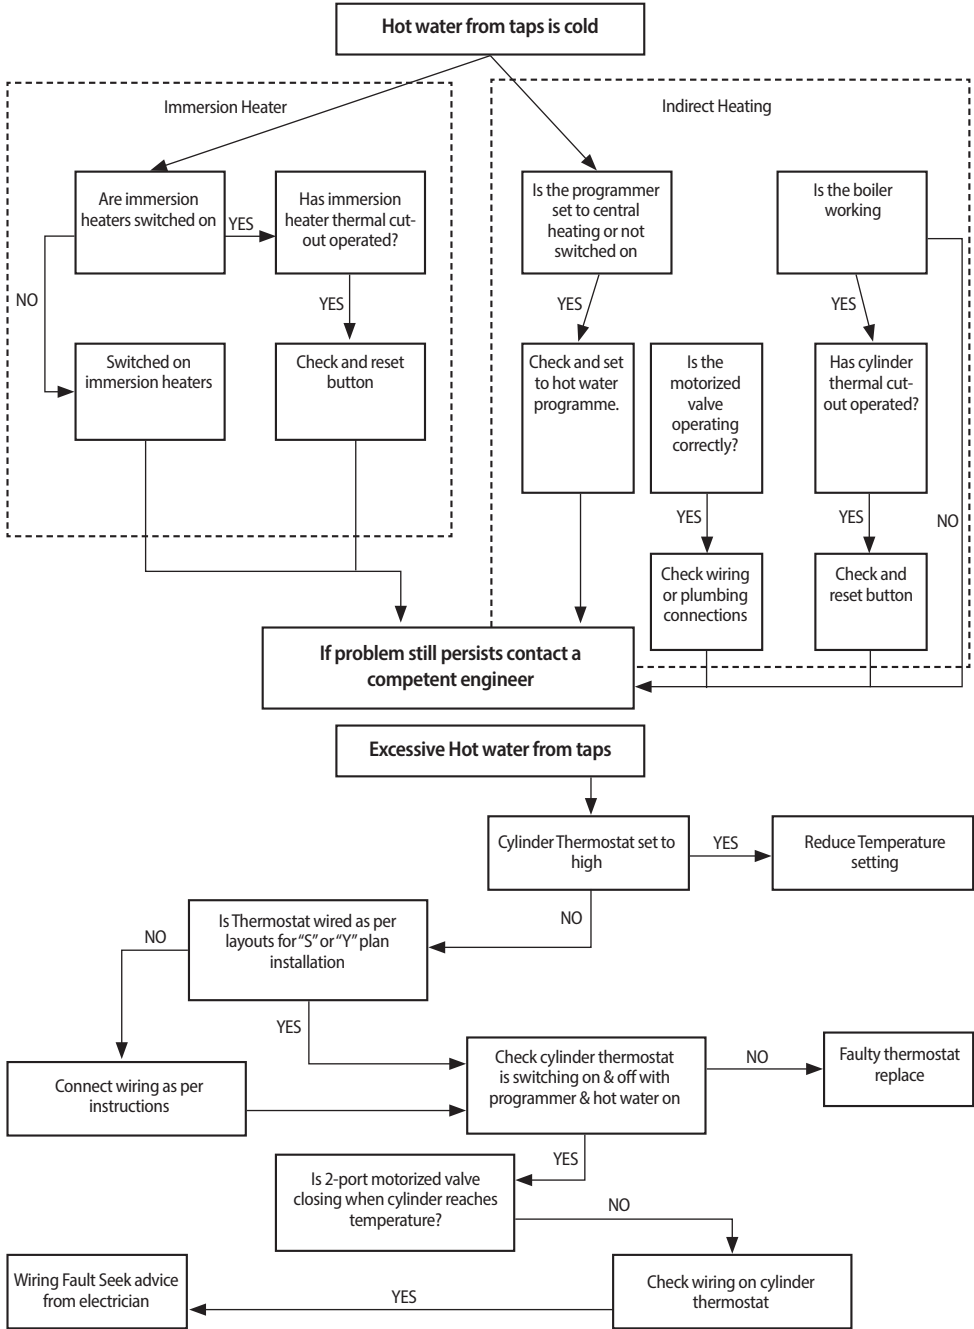 Hot water from taps is cold
Immersion Heater
Indirect Heating
Are immersion
heaters switched on
YES
Has immersion
heater thermal cut-
out operated?
Is the programmer
set to central
heating or not
switched on
Is the boiler
working
NO
YES
YES
YES
Switched on
immersion heaters
Check and reset
button
Check and set
to hot water
programme.
Is the
motorized
valve
operating
correctly?
Has cylinder
thermal cut-
out operated?
YES
YES
NO
Check wiring
or plumbing
connections
Check and
reset button
If problem still persists contact a
competent engineer
Excessive Hot water from taps
Cylinder Thermostat set to
high
YES
Reduce Temperature
setting
NO
Is Thermostat wired as per
layouts for "S" or "Y" plan
installation
NO
YES
Connect wiring as per
instructions
Check cylinder thermostat
is switching on & off with
programmer & hot water on
NO
Faulty thermostat
replace
YES
Is 2-port motorized valve
closing when cylinder reaches
temperature?
NO
Check wiring on cylinder
thermostat
YES
Wiring Fault Seek advice
from electrician